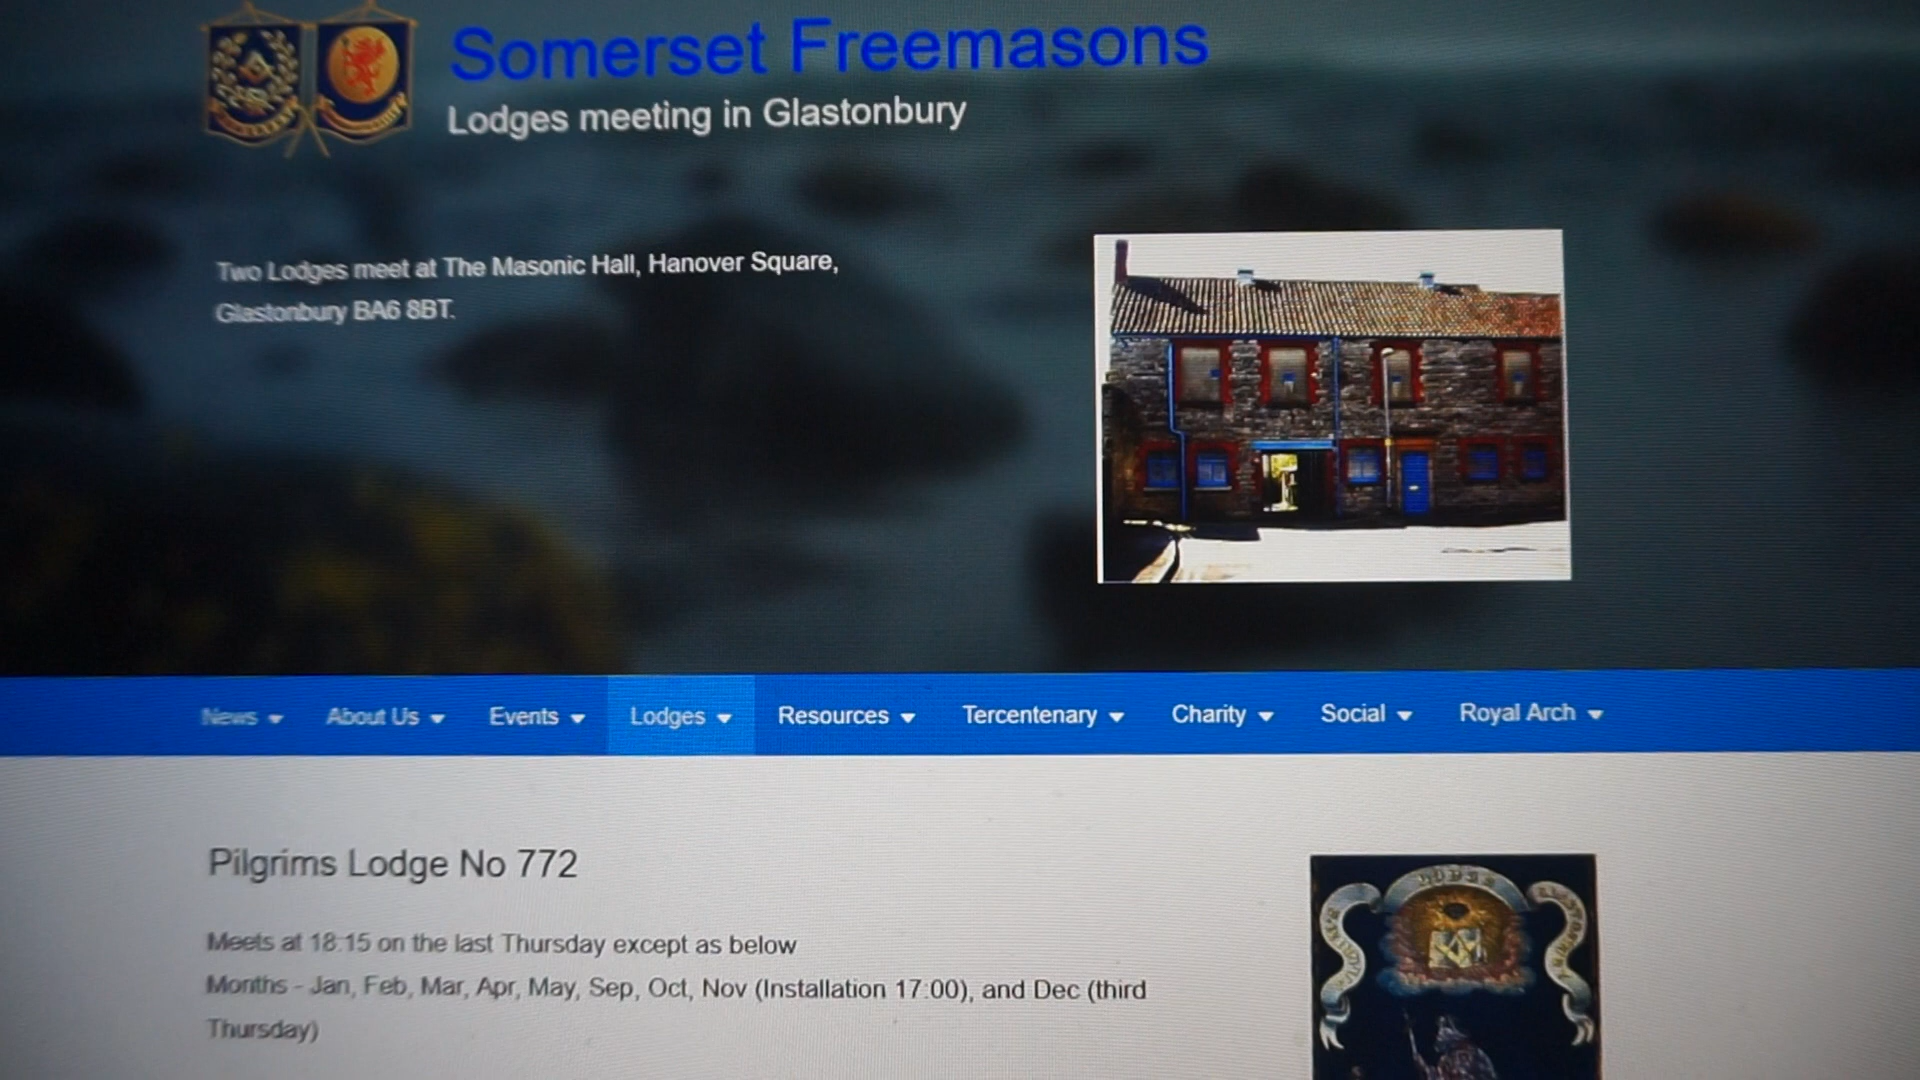 Somerset Freemasons
Lodges meeting in Glastonbury
Two Lodges meet at The Masonic Hall, Hanover Square,
Glastonbury BA6 8BT.
News
About Us
Events
Lodges
Resources
Tercentenary
Charity
Social
Royal Arch
Pilgrims Lodge No 772
Meets at 18:15 on the last Thursday except as below
Months - Jan, Feb, Mar, Apr, May, Sep, Oct, Nov (Installation 17:00), and Dec (third
Thursday)
LODGE